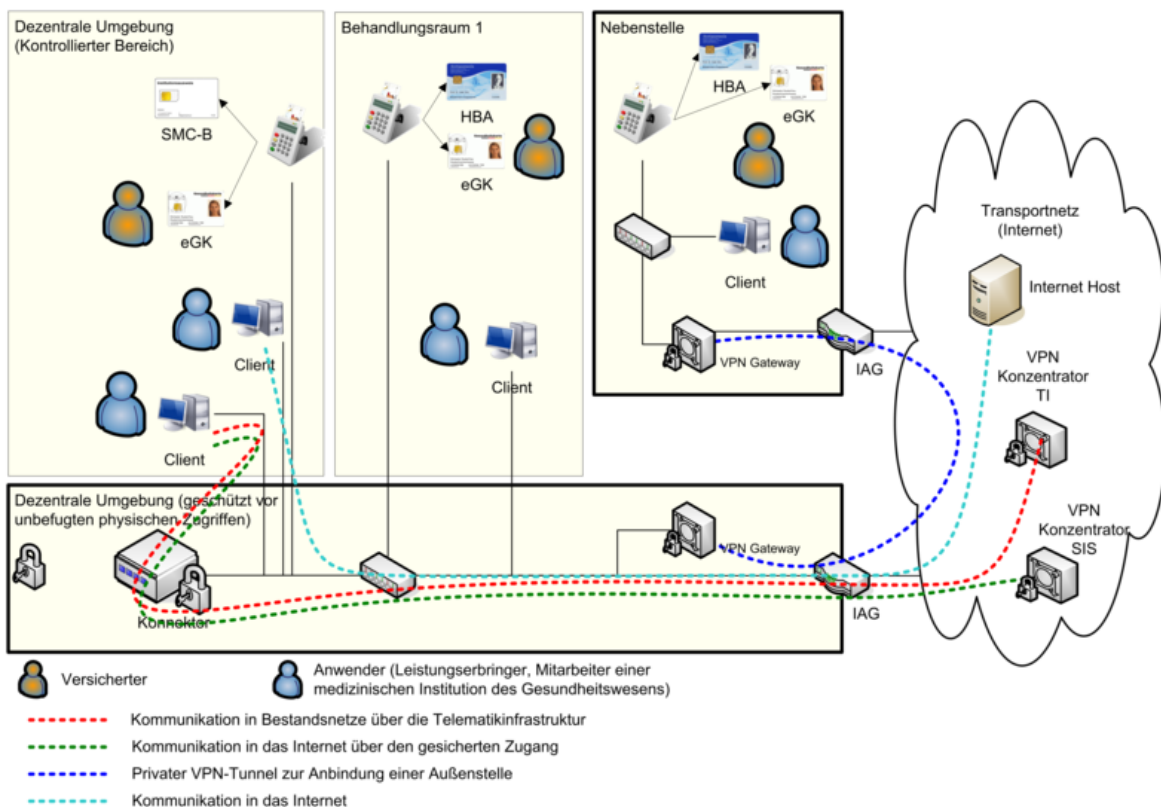 Dezentrale Umgebung
(Kontrollierter Bereich)
SMC-B
eGK
Client
Client
Behandlungsraum 1
HBA
eGK
Client
Nebenstelle
HBA
eGK
Client
VPN Gateway
IAG
Transportnetz
(Internet)
Internet Host
VPN
Konzentrator
TI
VPN
Konzentrator
SIS
Dezentrale Umgebung (geschützt vor
unbefugten physischen Zugriffen)
Konnektor
VPN Gateway
IAG
Versicherter
Anwender (Leistungserbringer, Mitarbeiter einer
medizinischen Institution des Gesundheitswesens)
Kommunikation in Bestandsnetze über die Telematikinfrastruktur
Kommunikation in das Internet über den gesicherten Zugang
Privater VPN-Tunnel zur Anbindung einer Außenstelle
Kommunikation in das Internet